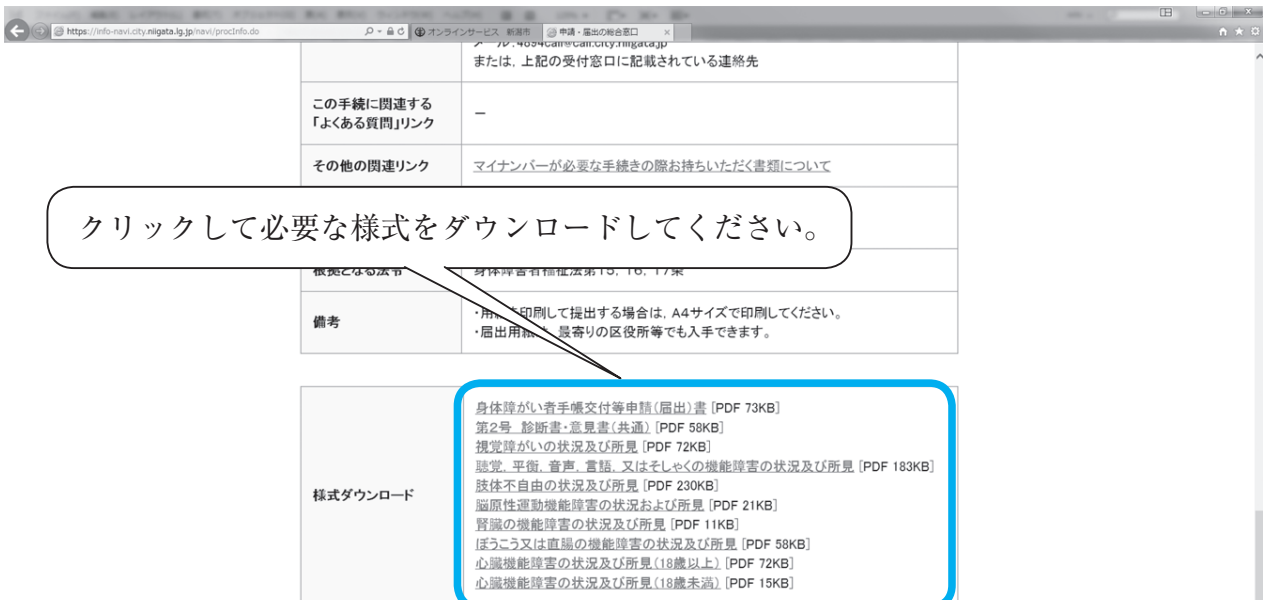 https://info-navi.city.niigata.lg.jp/navi/procInfo.do
オンラインサービス 新潟市
申請・届出の総合窓口
メール:4894call@call.city.niigata.jp
または，上記の受付窓口に記載されている連絡先
この手続に関連する
「よくある質問」リンク
－
その他の関連リンク
マイナンバーが必要な手続きの際お持ちいただく書類について
クリックして必要な様式をダウンロードしてください。
根拠となる法令
身体障害者福祉法第15，16，17条
備考
・用紙を印刷して提出する場合は，A4サイズで印刷してください。
・届出用紙は，最寄りの区役所等でも入手できます。
様式ダウンロード
身体障がい者手帳交付等申請(届出)書 [PDF 73KB]
第2号 診断書・意見書(共通) [PDF 58KB]
視覚障がいの状況及び所見 [PDF 72KB]
聴覚，平衡，音声，言語，又はそしゃくの機能障害の状況及び所見 [PDF 183KB]
肢体不自由の状況及び所見 [PDF 230KB]
脳原性運動機能障害の状況および所見 [PDF 21KB]
腎臓の機能障害の状況及び所見 [PDF 11KB]
ぼうこう又は直腸の機能障害の状況及び所見 [PDF 58KB]
心臓機能障害の状況及び所見(18歳以上) [PDF 72KB]
心臓機能障害の状況及び所見(18歳未満) [PDF 15KB]